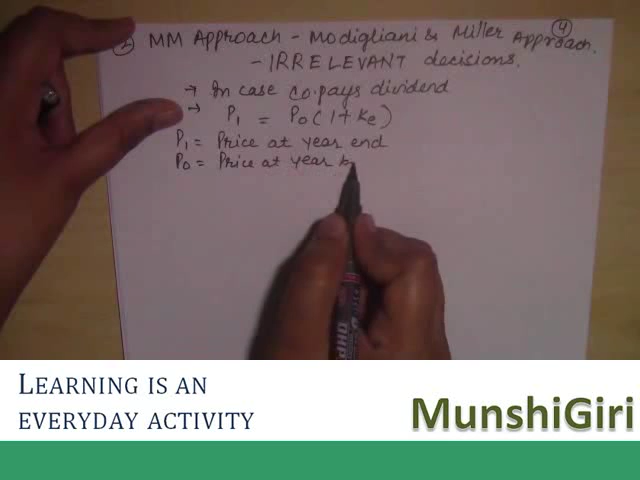 ② MM Approach - Modigliani & Miller Approach. ④
- IRRELEVANT decisions.
→ In case Co. pays dividend
→ P₁ = P₀(1 + Ke)
P₁ = Price at year end
P₀ = Price at year b
LEARNING IS AN
EVERYDAY ACTIVITY
MunshiGiri